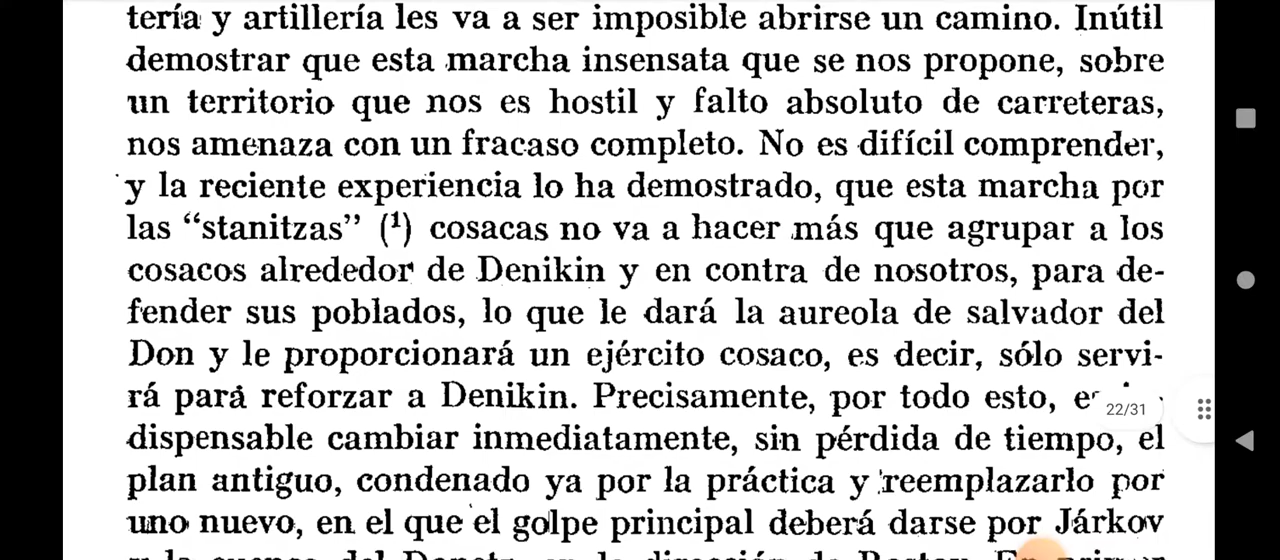 tería y artillería les va a ser imposible abrirse un camino. Inútil
demostrar que esta marcha insensata que se nos propone, sobre
un territorio que nos es hostil y falto absoluto de carreteras,
nos amenaza con un fracaso completo. No es difícil comprender,
y la reciente experiencia lo ha demostrado, que esta marcha por
las “stanitzas” (¹) cosacas no va a hacer más que agrupar a los
cosacos alrededor de Denikin y en contra de nosotros, para de-
fender sus poblados, lo que le dará la aureola de salvador del
Don y le proporcionará un ejército cosaco, es decir, sólo servi-
rá para reforzar a Denikin. Precisamente, por todo esto,
22/31
dispensable cambiar inmediatamente, sin pérdida de tiempo, el
plan antiguo, condenado ya por la práctica y reemplazarlo por
uno nuevo, en el que el golpe principal deberá darse por Járkov